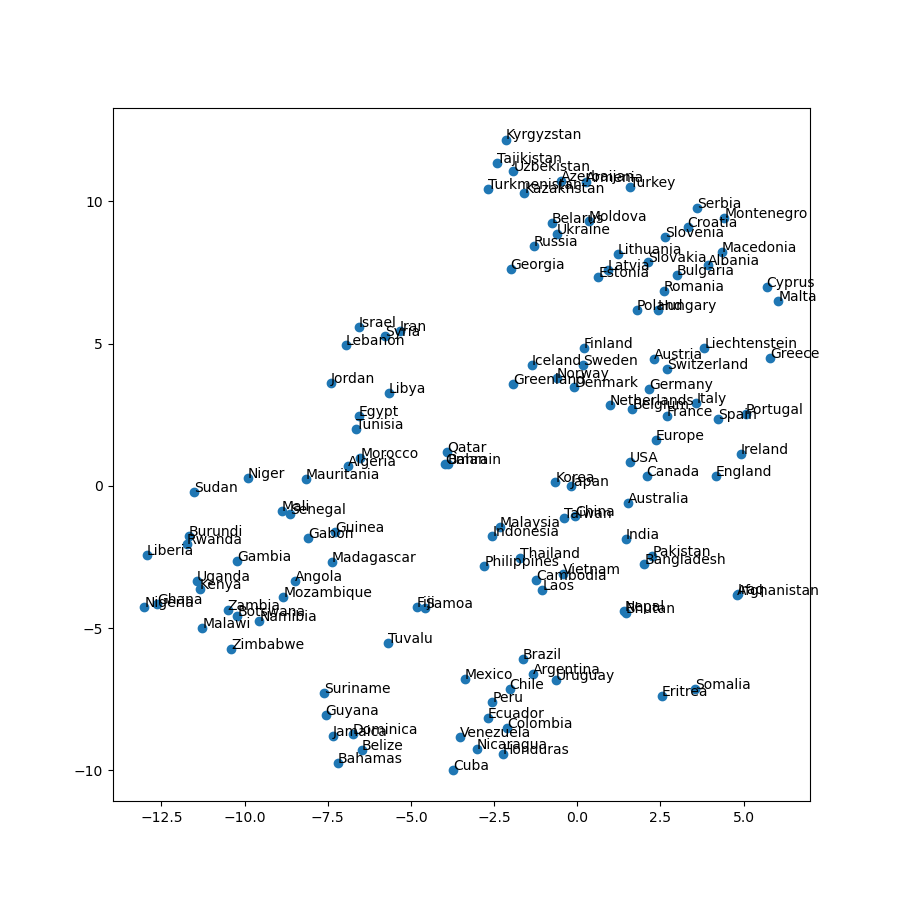 Kyrgyzstan
Tajikistan
Uzbekistan
Azerbaijan
Armenia
Turkey
Turkmenistan
Kazakhstan
10
Serbia
Montenegro
Belarus
Moldova
Croatia
Ukraine
Slovenia
Russia
Lithuania
Macedonia
Georgia
Latvia
Slovakia
Albania
Estonia
Bulgaria
Romania
Cyprus
Malta
Poland
Hungary
Israel
Iran
Syria
Lebanon
5
Finland
Liechtenstein
Iceland
Sweden
Austria
Switzerland
Greece
Norway
Greenland
Denmark
Germany
Jordan
Libya
Netherlands
Belgium
Italy
France
Spain
Portugal
Egypt
Tunisia
Europe
Qatar
Morocco
Algeria
Bahrain
USA
Ireland
Niger
Mauritania
Korea
Japan
Canada
England
0
Sudan
Mali
Senegal
Australia
Taiwan
China
Burundi
Rwanda
Gabon
Guinea
Malaysia
Indonesia
India
Liberia
Gambia
Madagascar
Thailand
Philippines
Pakistan
Bangladesh
Uganda
Kenya
Angola
Vietnam
Cambodia
Laos
Mozambique
Iraq
Afghanistan
Nigeria
Ghana
Zambia
Botswana
Namibia
Fiji
Samoa
Nepal
Bhutan
Malawi
−5
Zimbabwe
Tuvalu
Brazil
Argentina
Uruguay
Mexico
Chile
Somalia
Eritrea
Suriname
Peru
Guyana
Ecuador
Colombia
Jamaica
Dominica
Venezuela
Belize
Nicaragua
Honduras
Bahamas
Cuba
−10
−12.5 −10.0 −7.5 −5.0 −2.5 0.0 2.5 5.0